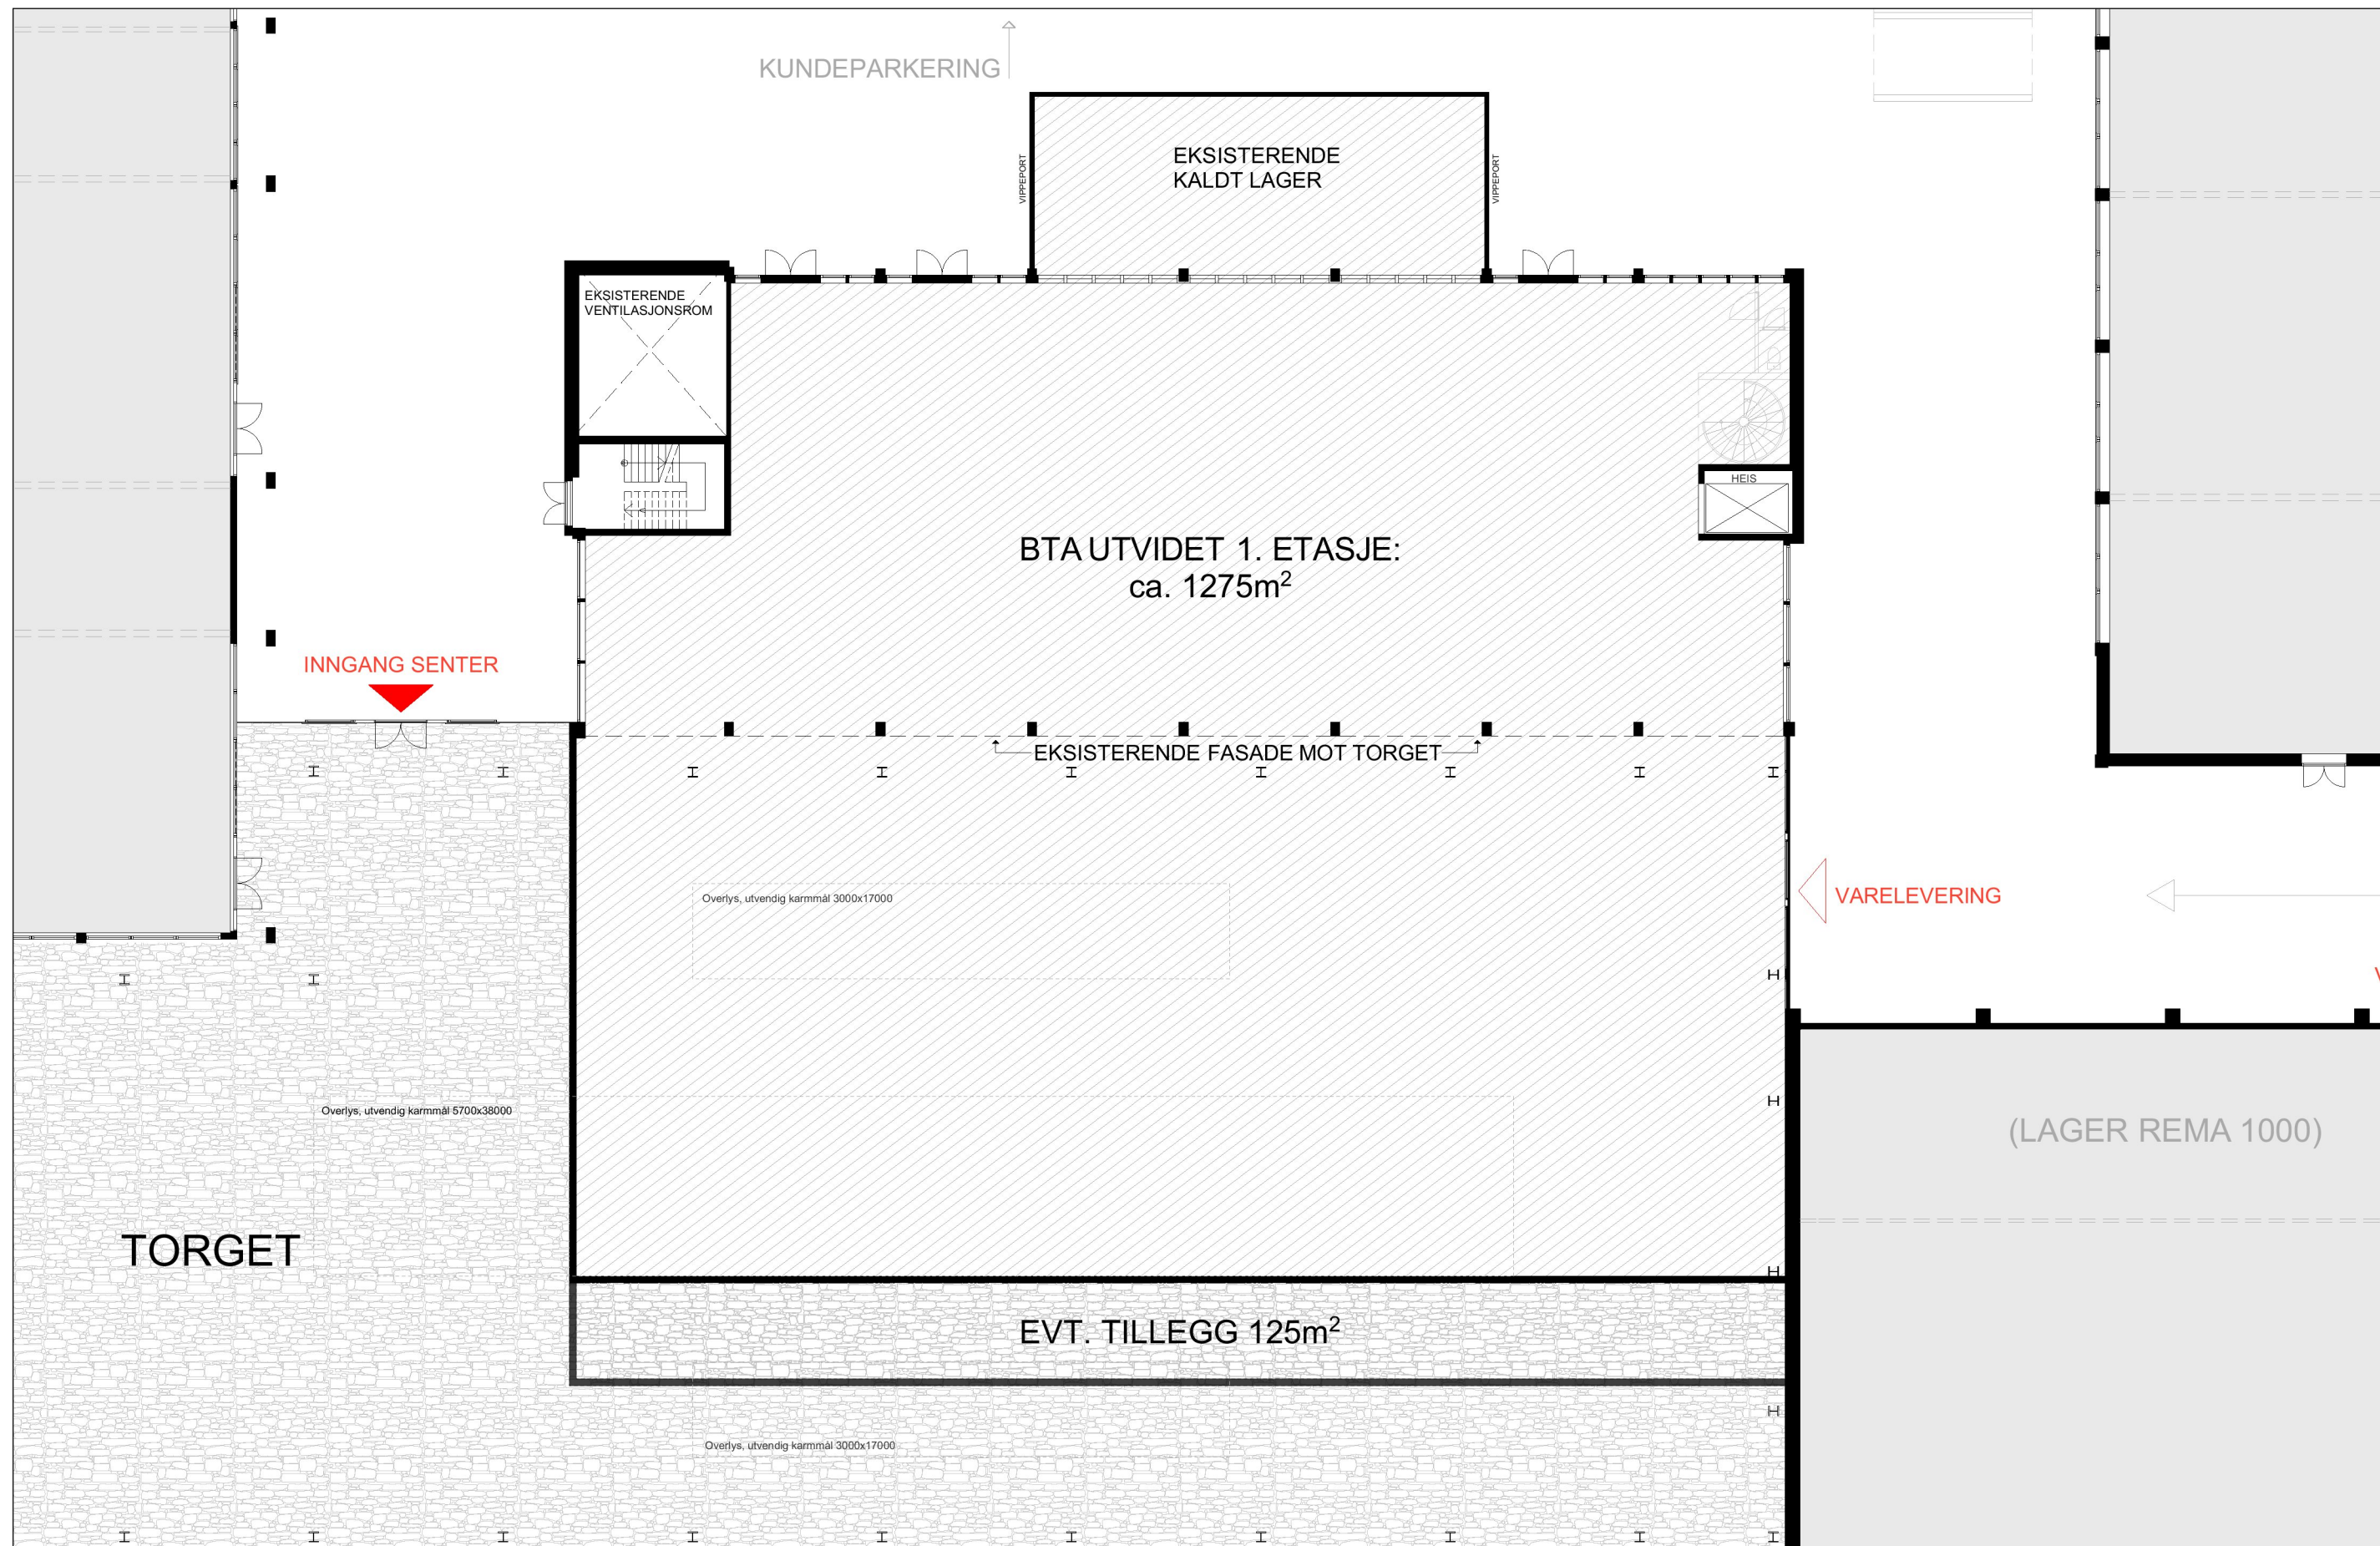 KUNDEPARKERING
EKSISTERENDE
KALDT LAGER
VIPPEPORT
VIPPEPORT
EKSISTERENDE
VENTILASJONSROM
HEIS
BTA UTVIDET 1. ETASJE:
ca. 1275m²
INNGANG SENTER
EKSISTERENDE FASADE MOT TORGET
Overlys, utvendig karmmål 3000x17000
VARELEVERING
Overlys, utvendig karmmål 5700x38000
(LAGER REMA 1000)
TORGET
EVT. TILLEGG 125m²
Overlys, utvendig karmmål 3000x17000